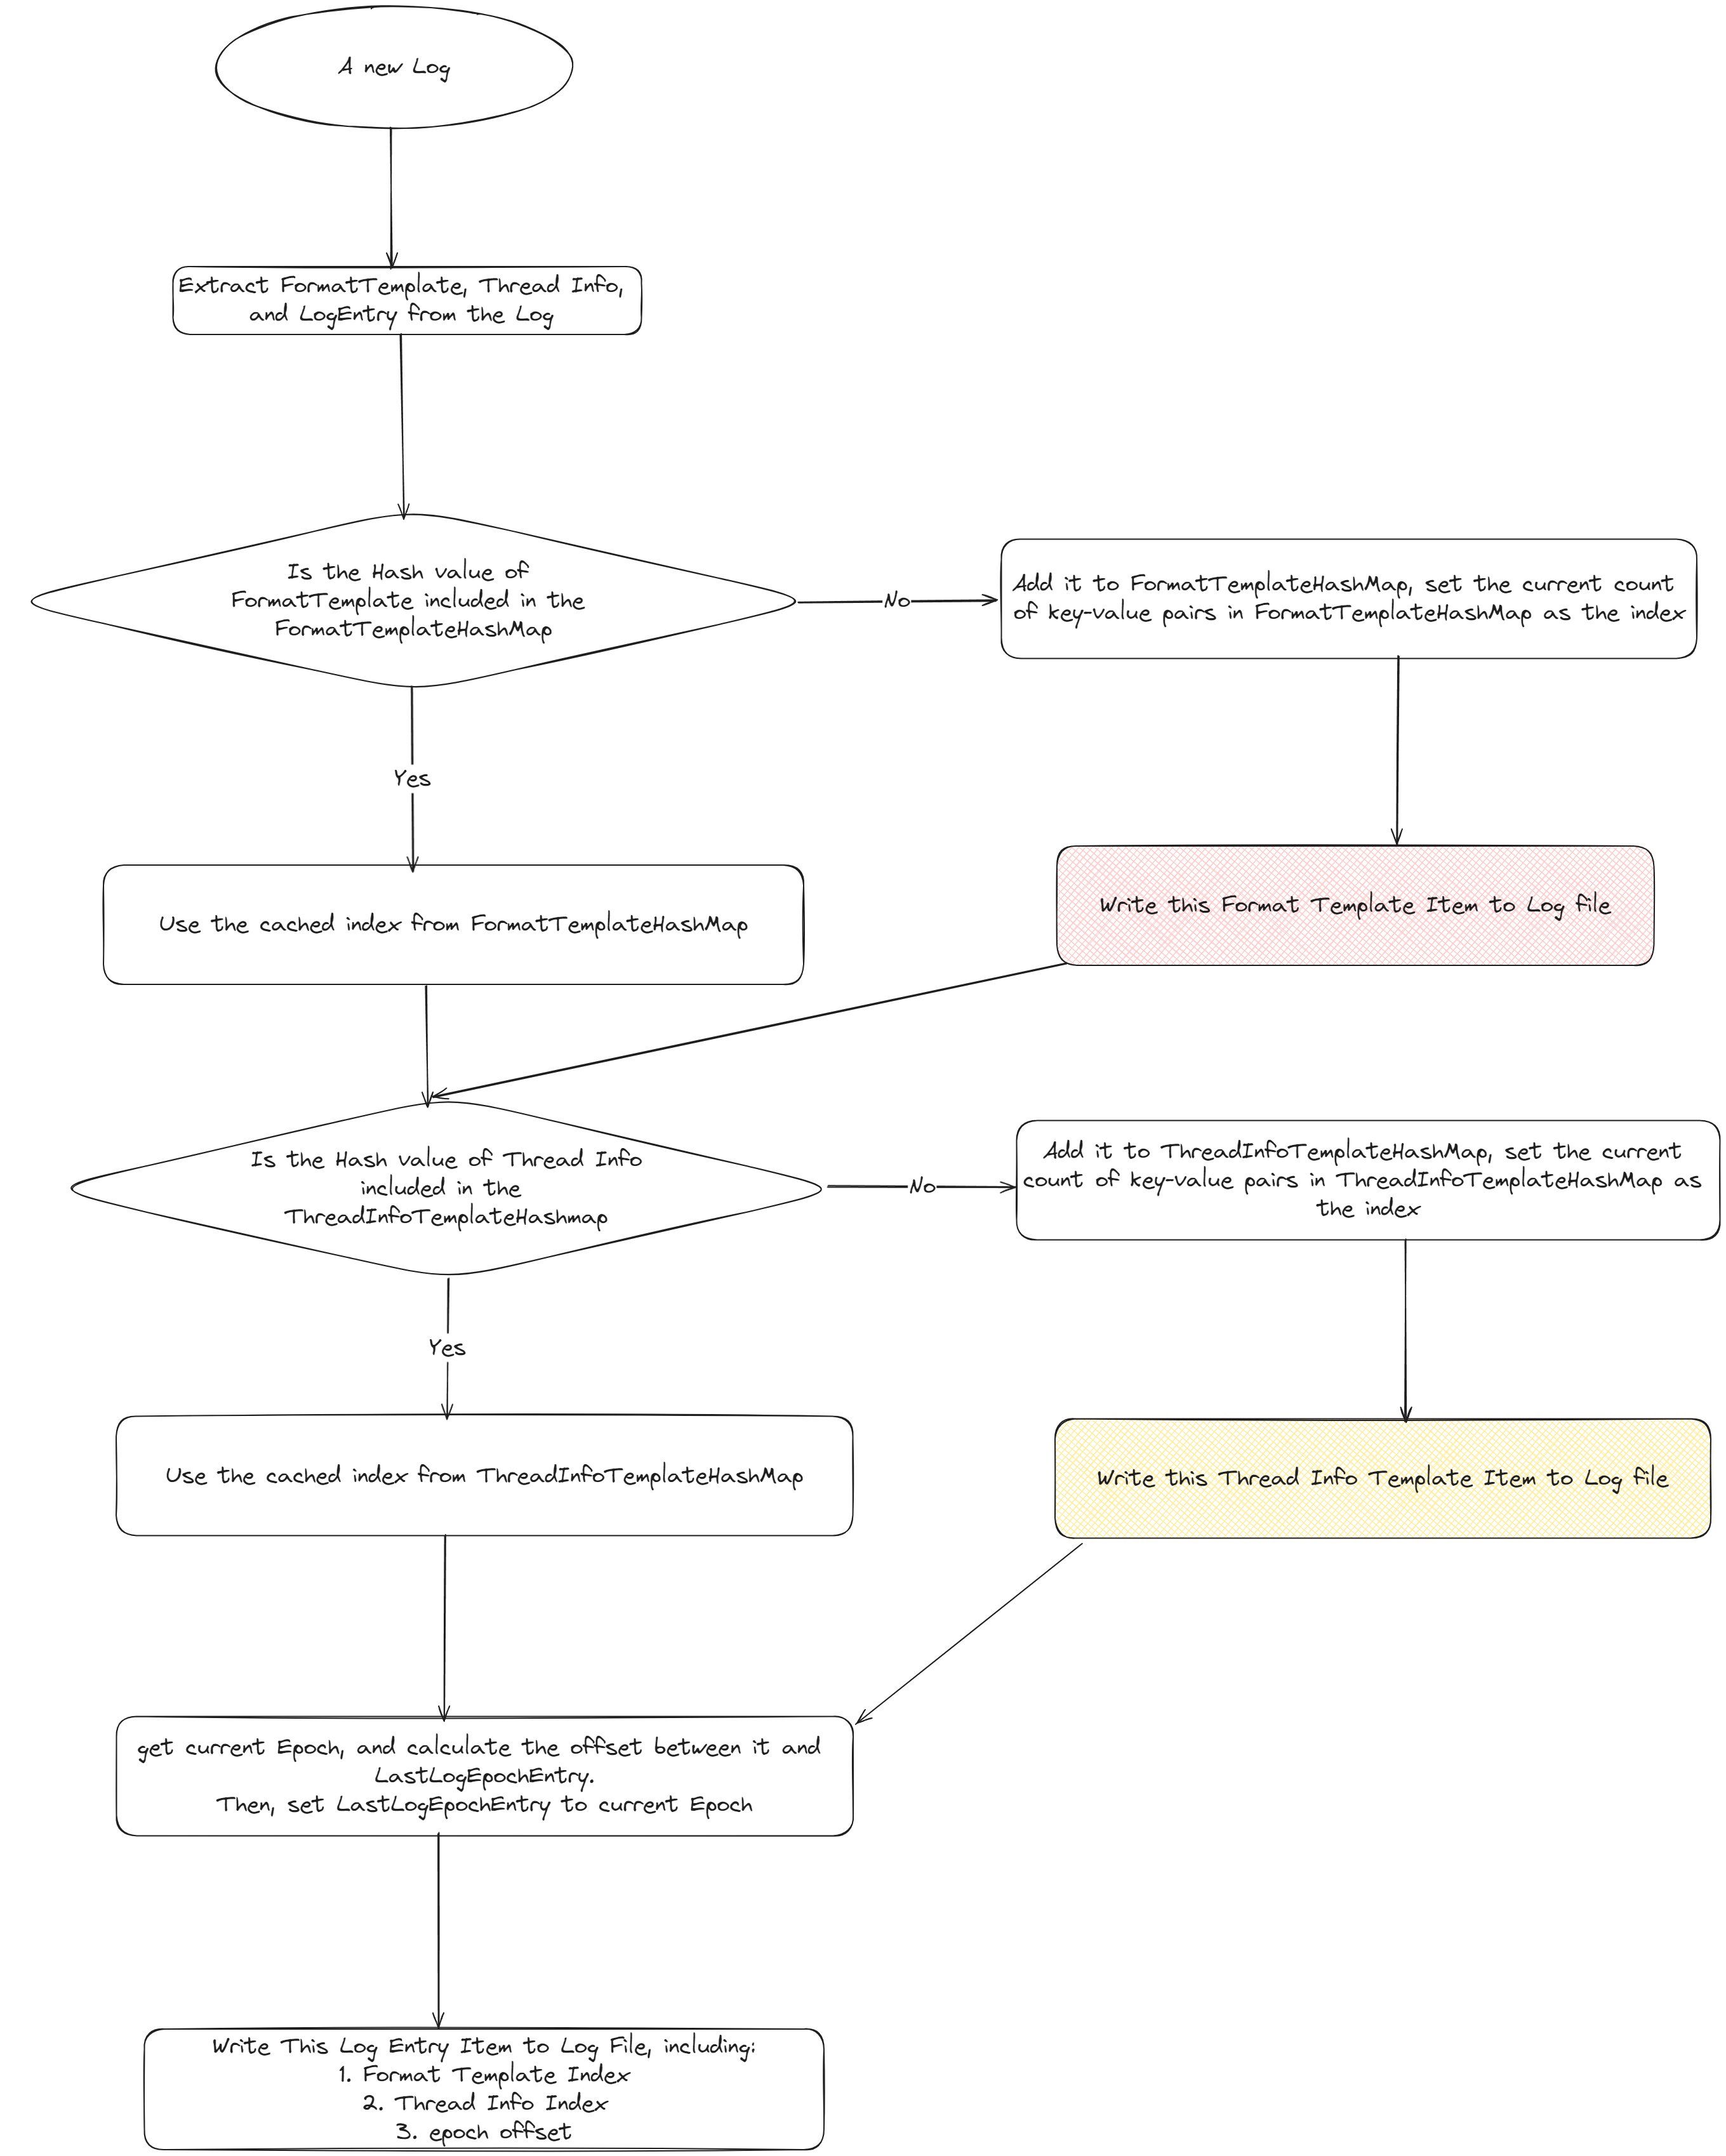 A new Log
Extract FormatTemplate, Thread Info,
and LogEntry from the Log
Is the Hash value of
FormatTemplate included in the
FormatTemplateHashMap
No
Add it to FormatTemplateHashMap, set the current count
of key-value pairs in FormatTemplateHashMap as the index
Yes
Use the cached index from FormatTemplateHashMap
Write this Format Template Item to Log file
Is the Hash value of Thread Info
included in the
ThreadInfoTemplateHashmap
No
Add it to ThreadInfoTemplateHashMap, set the current
count of key-value pairs in ThreadInfoTemplateHashMap as
the index
Yes
Use the cached index from ThreadInfoTemplateHashMap
Write this Thread Info Template Item to Log file
get current Epoch, and calculate the offset between it and
LastLogEpochEntry.
Then, set LastLogEpochEntry to current Epoch
Write This Log Entry Item to Log File, including:
1. Format Template Index
2. Thread Info Index
3. epoch offset